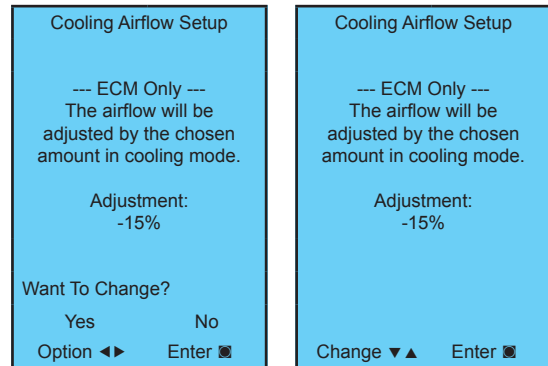 Cooling Airflow Setup
--- ECM Only ---
The airflow will be
adjusted by the chosen
amount in cooling mode.
Adjustment:
-15%
Want To Change?
Yes No
Option ◄► Enter ◙
Cooling Airflow Setup
--- ECM Only ---
The airflow will be
adjusted by the chosen
amount in cooling mode.
Adjustment:
-15%
Change ▼▲ Enter ◙